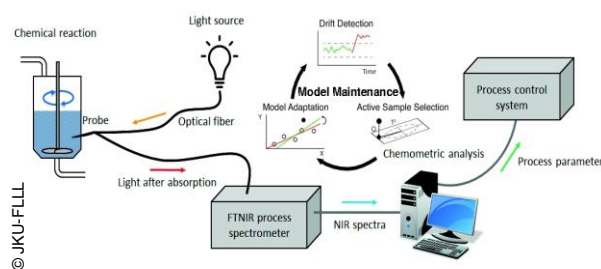 Chemical reaction
Light source
Drift Detection
Time
Probe
Optical fiber
Model Maintenance
Model Adaptation
Y
X
Active Sample Selection
Process control
system
Light after absorption
Chemometric analysis
Process parameter
FTNIR process
spectrometer
NIR spectra
© JKU-FLLL